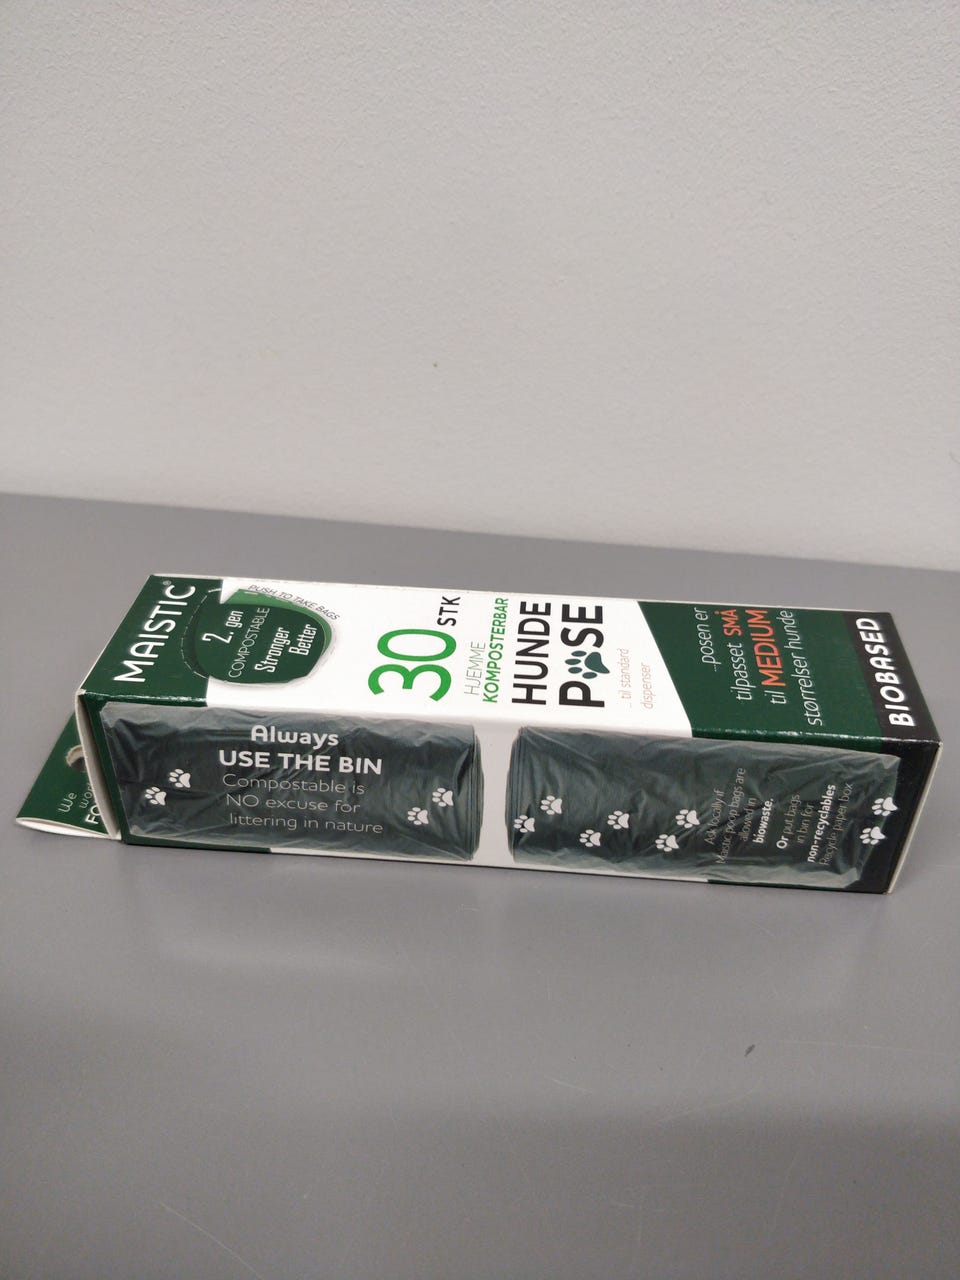 MAISTIC®
PUSH TO TAKE BAGS
2. gen
COMPOSTABLE
Stronger
Better
30 STK
HJEMME
KOMPOSTERBAR
HUNDE
POSE
... til standard
dispenser
...posen er
tilpasset SMÅ
til MEDIUM
størrelser hunde
BIOBASED
Always
USE THE BIN
Compostable is
NO excuse for
littering in nature
Ask locally if
Maistic poop bags are
allowed in
biowaste.
Or put bags
in bin for
non-recyclables
Recycle paper box
We